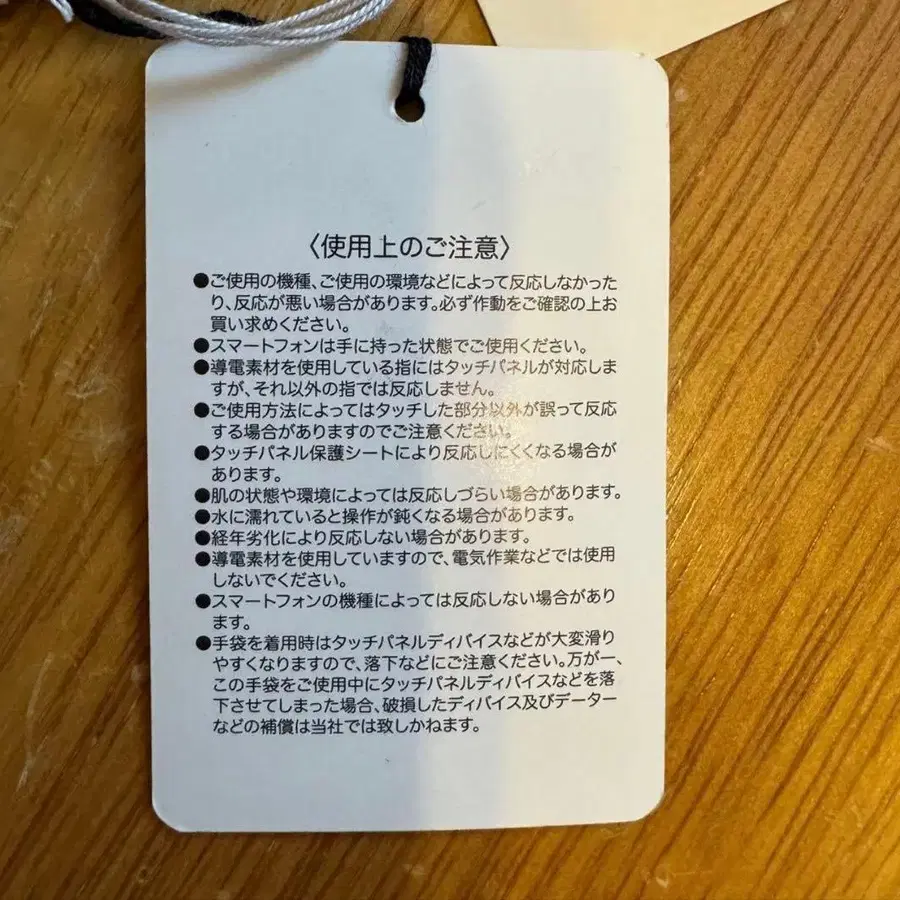 〈使用上のご注意〉
●ご使用の機種、ご使用の環境などによって反応しなかった
り、反応が悪い場合があります。必ず作動をご確認の上お
買い求めください。
●スマートフォンは手に持った状態でご使用ください。
●導電素材を使用している指にはタッチパネルが対応しま
すが、それ以外の指では反応しません。
●ご使用方法によってはタッチした部分以外が誤って反応
する場合がありますのでご注意ください。
●タッチパネル保護シートにより反応しにくくなる場合が
あります。
●肌の状態や環境によっては反応しづらい場合があります。
●水に濡れていると操作が鈍くなる場合があります。
●経年劣化により反応しない場合があります。
●導電素材を使用していますので、電気作業などでは使用
しないでください。
●スマートフォンの機種によっては反応しない場合があり
ます。
●手袋を着用時はタッチパネルディバイスなどが大変滑り
やすくなりますので、落下などにご注意ください。万が一、
この手袋をご使用中にタッチパネルディバイスなどを落
下させてしまった場合、破損したディバイス及びデーター
などの補償は当社では致しかねます。